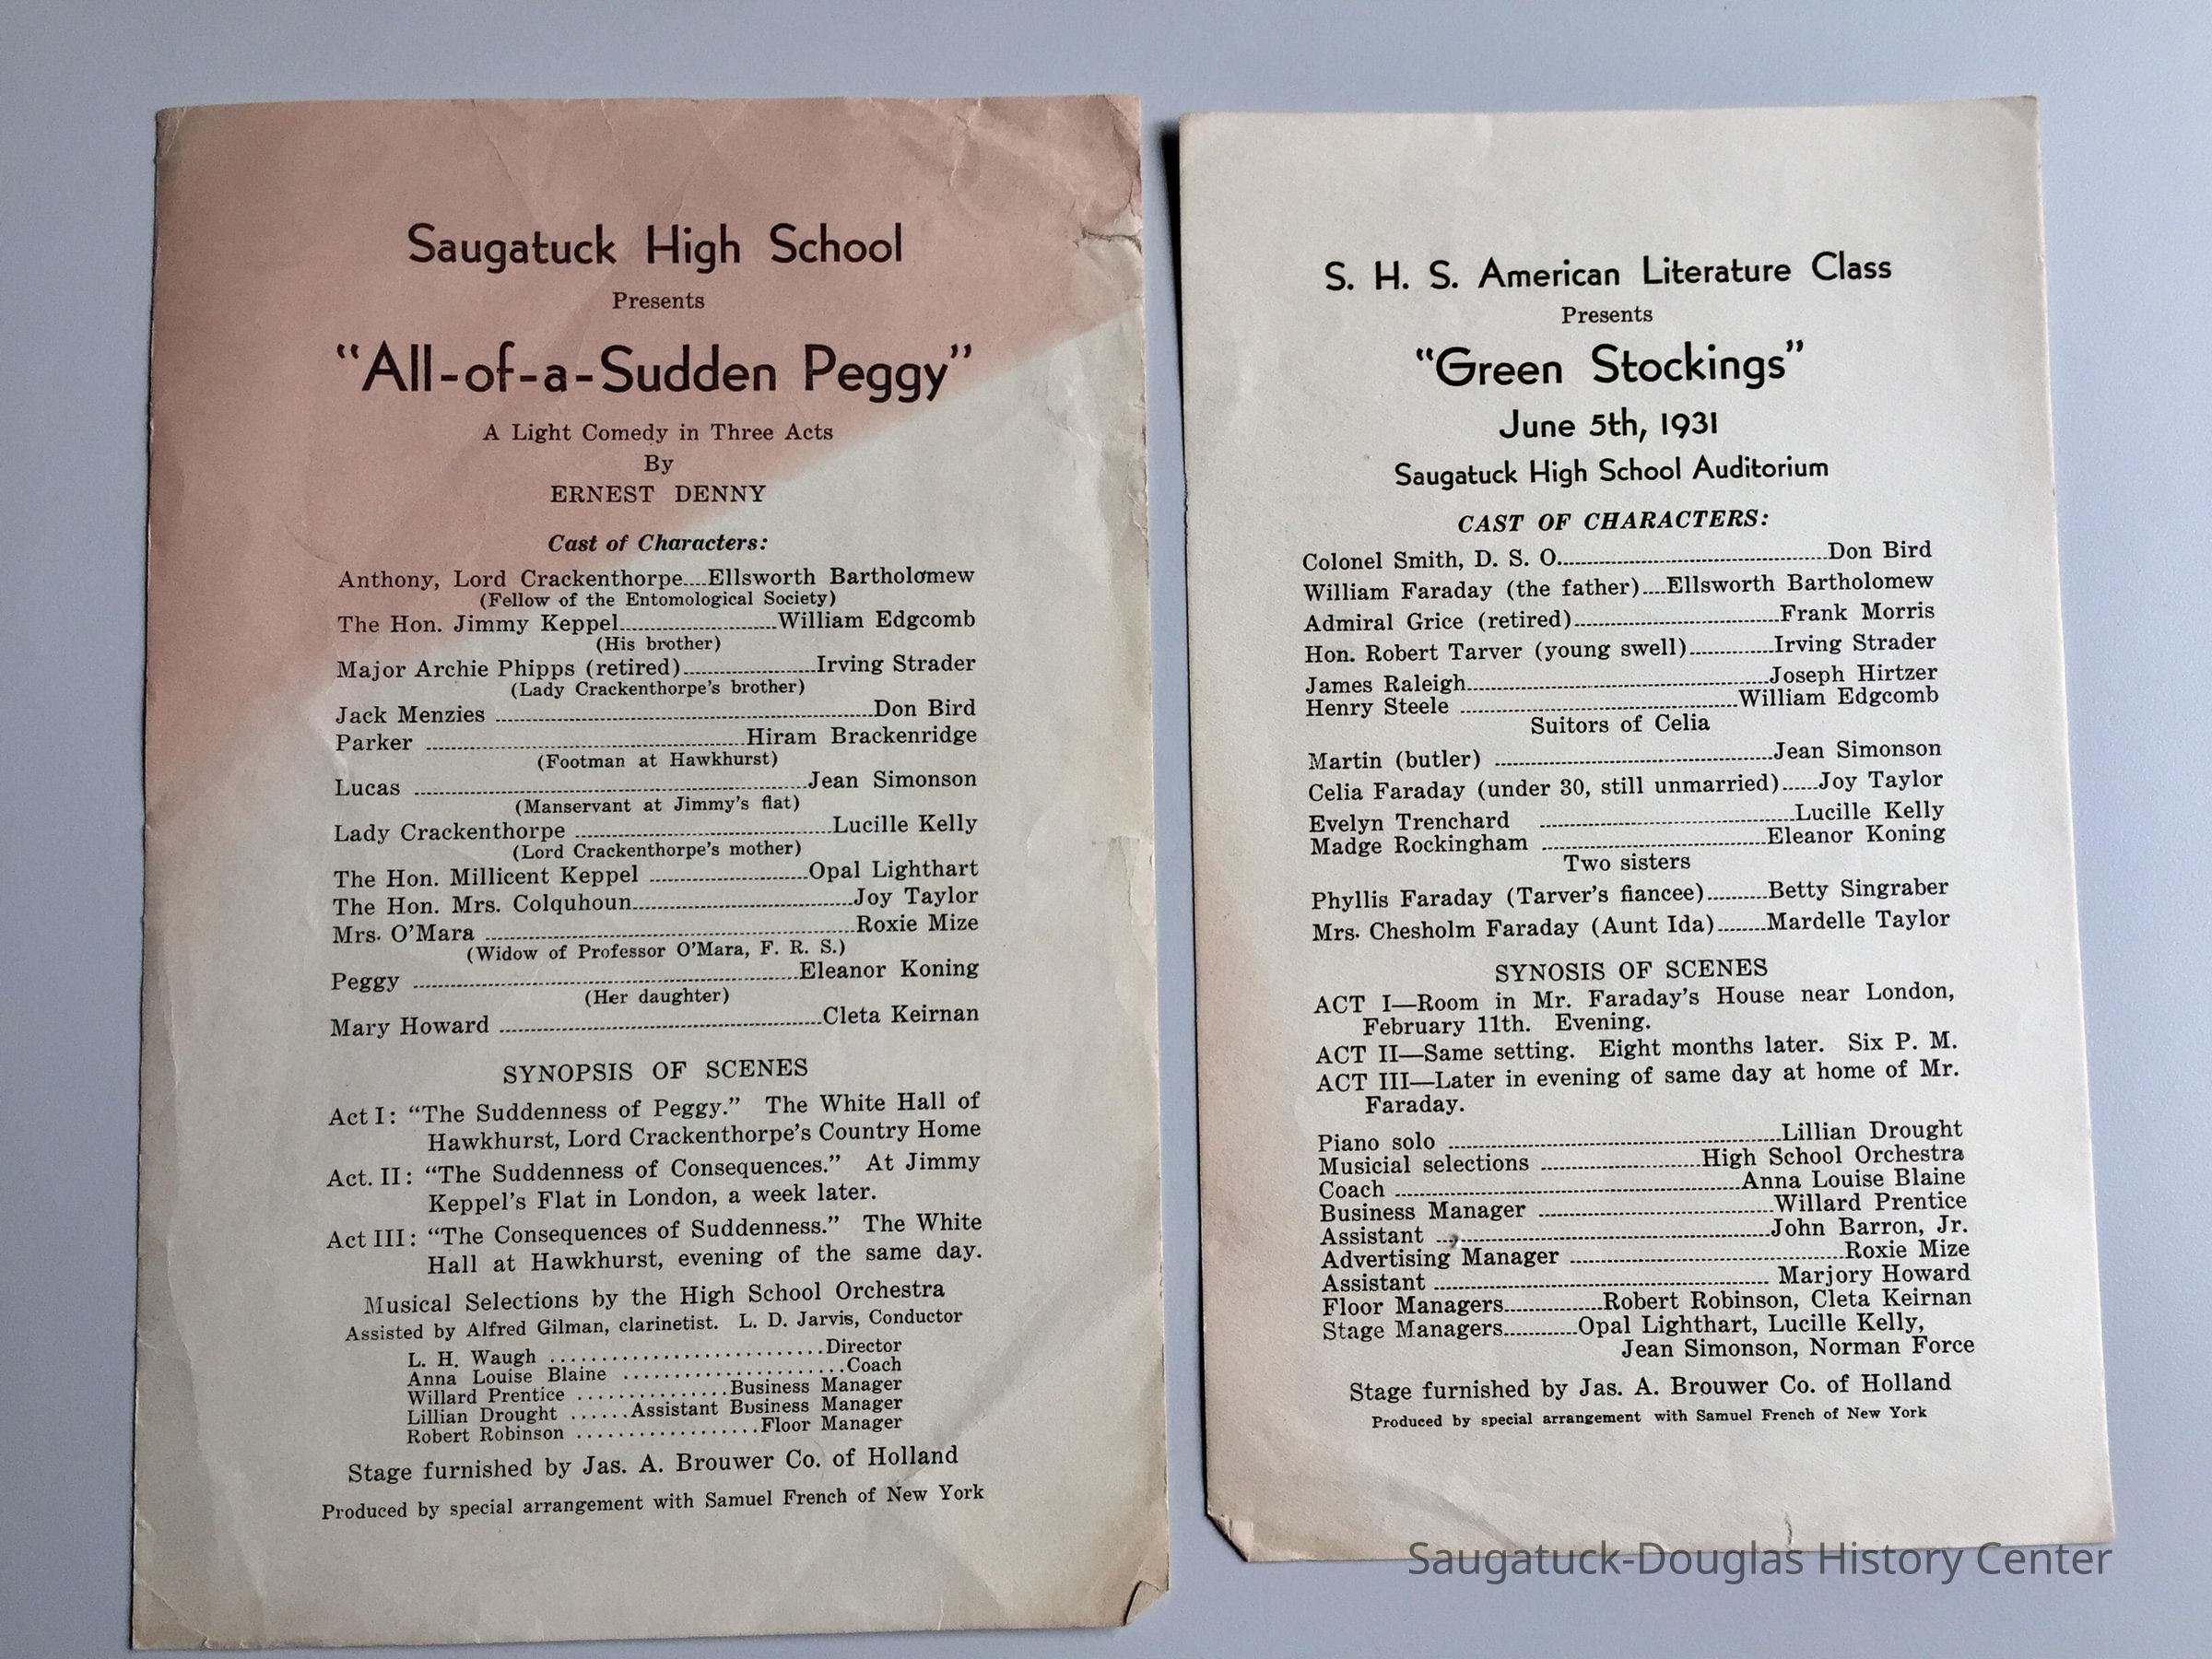 Saugatuck High School
Presents
"All-of-a-Sudden Peggy"
A Light Comedy in Three Acts
By
ERNEST DENNY
Cast of Characters:
Anthony, Lord Crackenthorpe....Ellsworth Bartholomew
(Fellow of the Entomological Society)
The Hon. Jimmy Keppel........................William Edgcomb
(His brother)
Major Archie Phipps (retired)....................Irving Strader
(Lady Crackenthorpe's brother)
Jack Menzies ..........................................................Don Bird
Parker .................................................Hiram Brackenridge
(Footman at Hawkhurst)
Lucas ............................................................Jean Simonson
(Manservant at Jimmy's flat)
Lady Crackenthorpe .......................................Lucille Kelly
(Lord Crackenthorpe's mother)
The Hon. Millicent Keppel ........................Opal Lighthart
The Hon. Mrs. Colquhoun..................................Joy Taylor
Mrs. O'Mara .........................................................Roxie Mize
(Widow of Professor O'Mara, F. R. S.)
Peggy ...........................................................Eleanor Koning
(Her daughter)
Mary Howard .................................................Cleta Keirnan
SYNOPSIS OF SCENES
Act I: "The Suddenness of Peggy." The White Hall of
Hawkhurst, Lord Crackenthorpe's Country Home
Act. II: "The Suddenness of Consequences." At Jimmy
Keppel's Flat in London, a week later.
Act III: "The Consequences of Suddenness." The White
Hall at Hawkhurst, evening of the same day.
Musical Selections by the High School Orchestra
Assisted by Alfred Gilman, clarinetist. L. D. Jarvis, Conductor
L. H. Waugh ...........................Director
Anna Louise Blaine ......................Coach
Willard Prentice ...............Business Manager
Lillian Drought ......Assistant Business Manager
Robert Robinson ..................Floor Manager
Stage furnished by Jas. A. Brouwer Co. of Holland
Produced by special arrangement with Samuel French of New York
S. H. S. American Literature Class
Presents
"Green Stockings"
June 5th, 1931
Saugatuck High School Auditorium
CAST OF CHARACTERS:
Colonel Smith, D. S. O..........................................Don Bird
William Faraday (the father)....Ellsworth Bartholomew
Admiral Grice (retired)................................Frank Morris
Hon. Robert Tarver (young swell).............Irving Strader
James Raleigh...............................................Joseph Hirtzer
Henry Steele ...........................................William Edgcomb
Suitors of Celia
Martin (butler) ...........................................Jean Simonson
Celia Faraday (under 30, still unmarried)......Joy Taylor
Evelyn Trenchard .......................................Lucille Kelly
Madge Rockingham ..................................Eleanor Koning
Two sisters
Phyllis Faraday (Tarver's fiancee).........Betty Singraber
Mrs. Chesholm Faraday (Aunt Ida)........Mardelle Taylor
SYNOSIS OF SCENES
ACT I—Room in Mr. Faraday's House near London,
February 11th. Evening.
ACT II—Same setting. Eight months later. Six P. M.
ACT III—Later in evening of same day at home of Mr.
Faraday.
Piano solo ...................................................Lillian Drought
Musicial selections ........................High School Orchestra
Coach .....................................................Anna Louise Blaine
Business Manager ....................................Willard Prentice
Assistant ...................................................John Barron, Jr.
Advertising Manager ..........................................Roxie Mize
Assistant .................................................... Marjory Howard
Floor Managers...............Robert Robinson, Cleta Keirnan
Stage Managers............Opal Lighthart, Lucille Kelly,
Jean Simonson, Norman Force
Stage furnished by Jas. A. Brouwer Co. of Holland
Produced by special arrangement with Samuel French of New York
Saugatuck-Douglas History Center